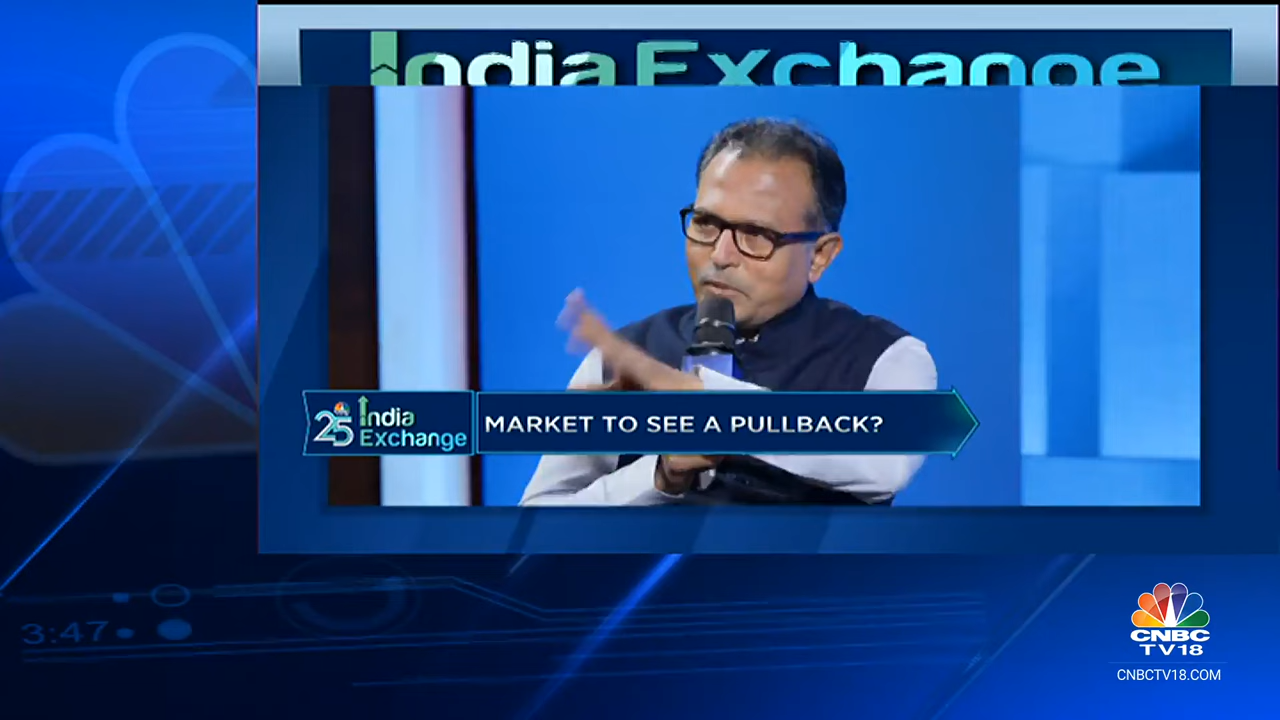 India Exchange
25 India
Exchange
MARKET TO SEE A PULLBACK?
3:47
CNBC
TV18
CNBCTV18.COM